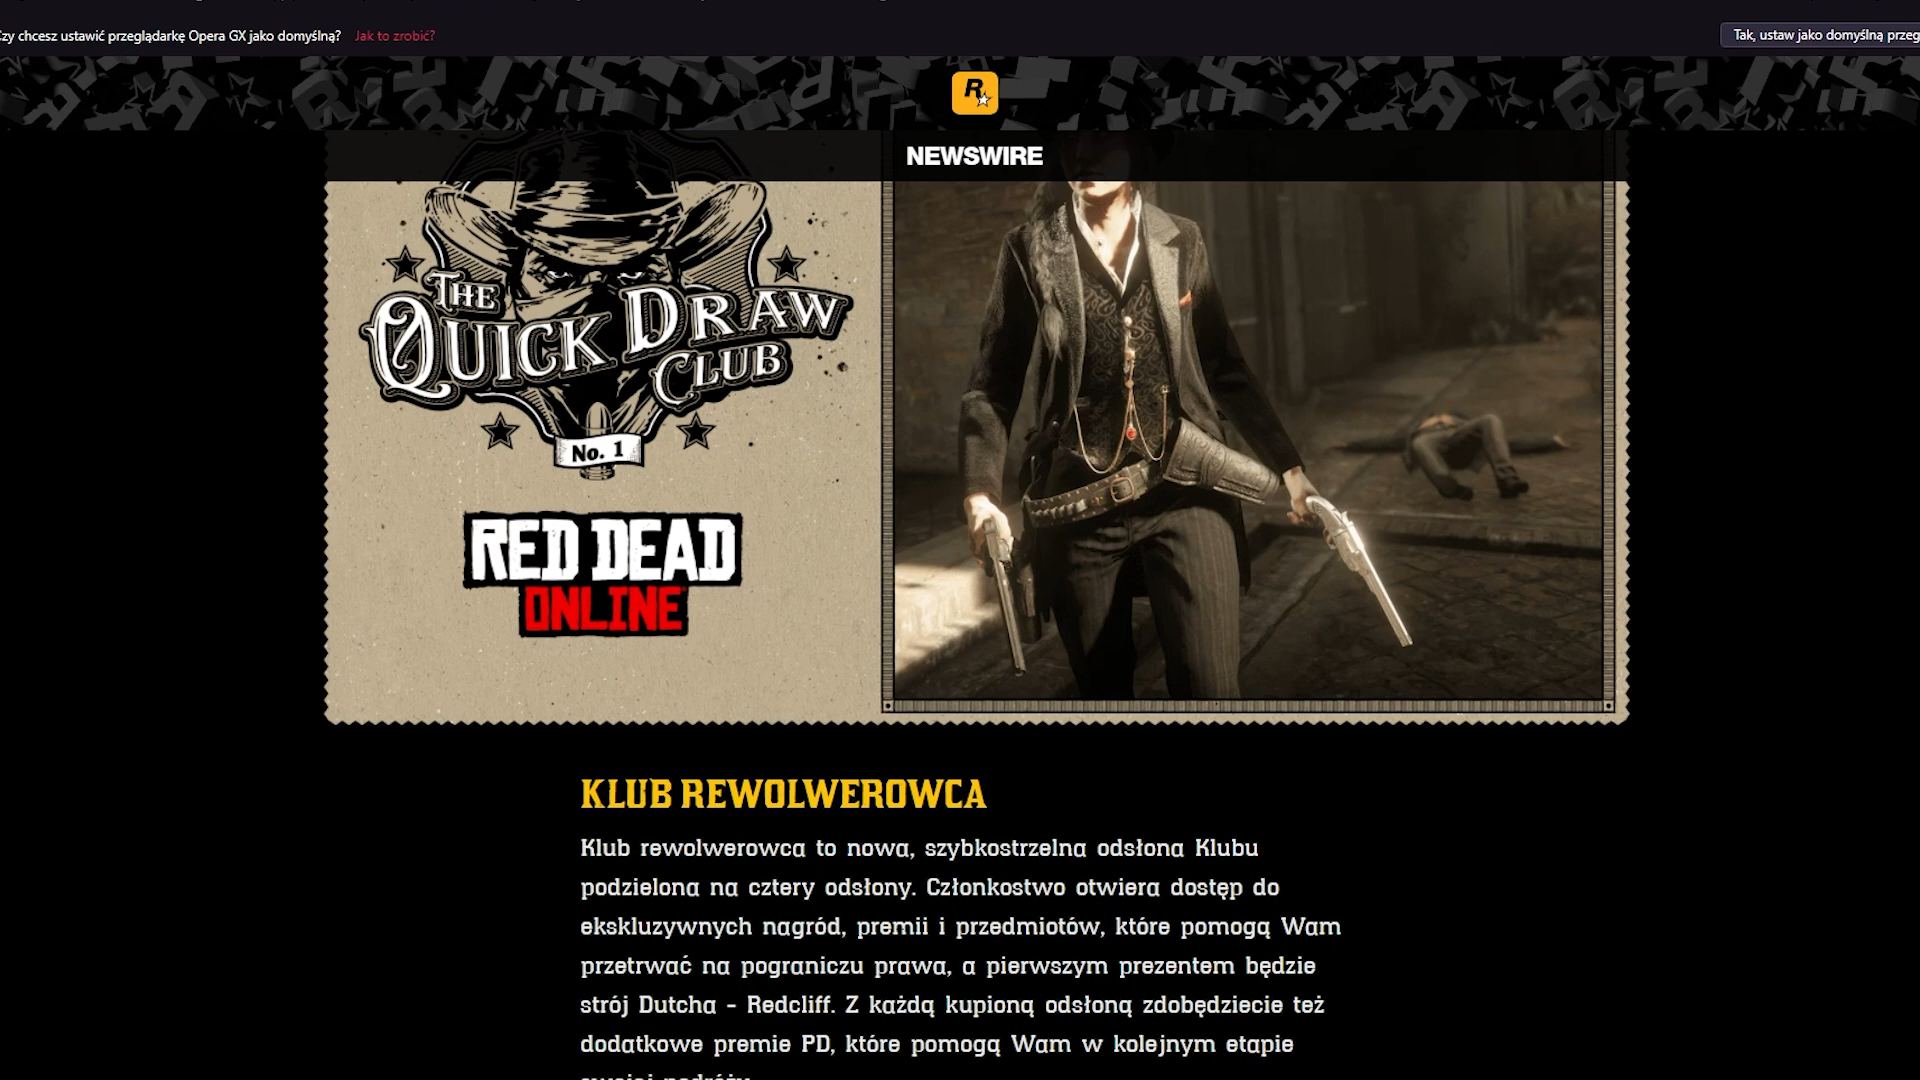 chcesz ustawić przeglądarkę Opera GX jako domyślną? Jak to zrobić?
Tak, ustaw jako domyślną
R
NEWSWIRE
THE
QUICK DRAW
CLUB
No. 1
RED DEAD
ONLINE
KLUB REWOLWEROWCA
Klub rewolwerowca to nowa, szybkostrzelna odsłona Klubu
podzielona na cztery odsłony. Członkostwo otwiera dostęp do
ekskluzywnych nagród, premii i przedmiotów, które pomogą Wam
przetrwać na pograniczu prawa, a pierwszym prezentem będzie
strój Dutcha - Redcliff. Z każdą kupioną odsłoną zdobędziecie też
dodatkowe premie PD, które pomogą Wam w kolejnym etapie